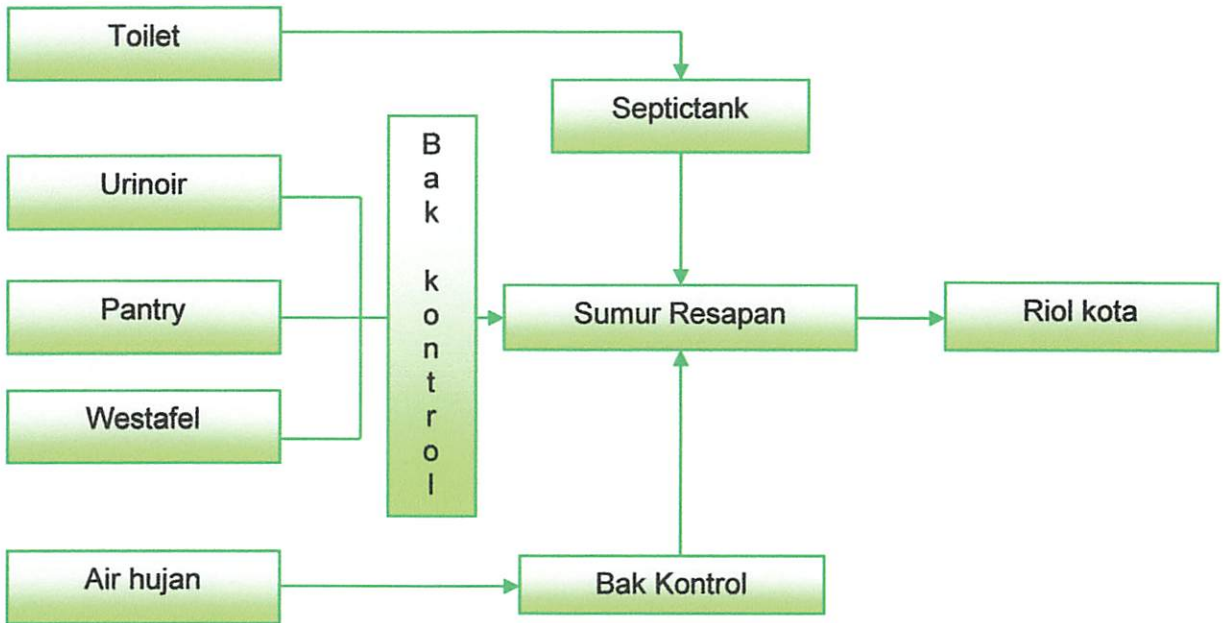 Toilet
Septictank
Urinoir
Bak kontrol
Pantry
Sumur Resapan
Riol kota
Westafel
Air hujan
Bak Kontrol